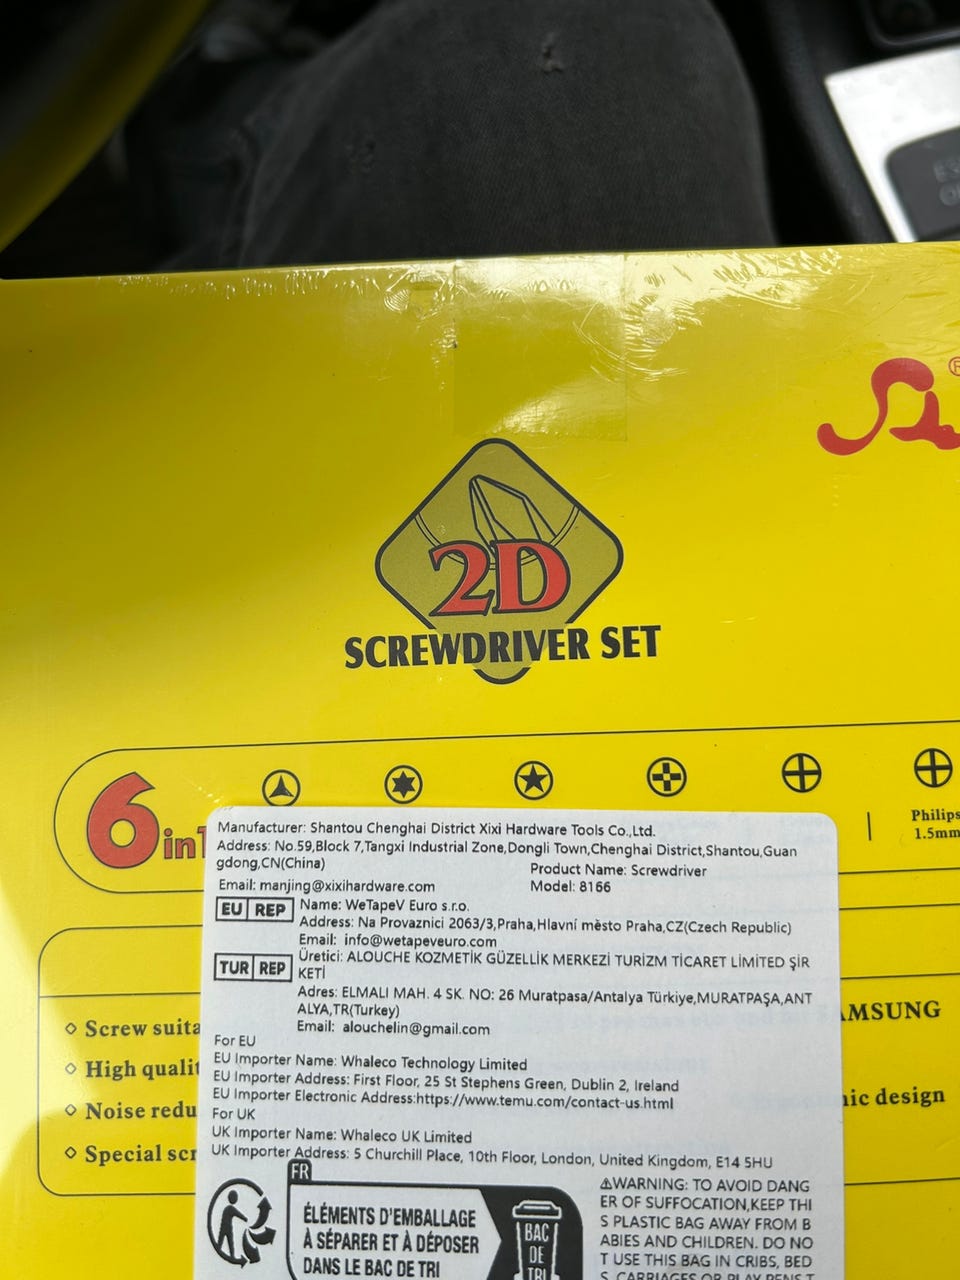 ®
2D
SCREWDRIVER SET
6 in1
Philips
1.5mm
Manufacturer: Shantou Chenghai District Xixi Hardware Tools Co.,Ltd.
Address: No.59,Block 7,Tangxi Industrial Zone,Dongli Town,Chenghai District,Shantou,Guan
gdong,CN(China)
Product Name: Screwdriver
Email: manjing@xixihardware.com
Model: 8166
EU REP
Name: WeTapeV Euro s.r.o.
Address: Na Provaznici 2063/3,Praha,Hlavní město Praha,CZ(Czech Republic)
Email: info@wetapeveuro.com
TUR REP
Üretici: ALOUCHE KOZMETİK GÜZELLİK MERKEZİ TURİZM TİCARET LİMİTED ŞİR
KETİ
Adres: ELMALI MAH. 4 SK. NO: 26 Muratpasa/Antalya Türkiye,MURATPAŞA,ANT
ALYA,TR(Turkey)
Email: alouchelin@gmail.com
For EU
EU Importer Name: Whaleco Technology Limited
EU Importer Address: First Floor, 25 St Stephens Green, Dublin 2, Ireland
EU Importer Electronic Address:https://www.temu.com/contact-us.html
For UK
UK Importer Name: Whaleco UK Limited
UK Importer Address: 5 Churchill Place, 10th Floor, London, United Kingdom, E14 5HU
FR
ÉLÉMENTS D'EMBALLAGE
À SÉPARER ET À DÉPOSER
DANS LE BAC DE TRI
BAC
DE
TRI
⚠WARNING: TO AVOID DANG
ER OF SUFFOCATION,KEEP THI
S PLASTIC BAG AWAY FROM B
ABIES AND CHILDREN. DO NO
T USE THIS BAG IN CRIBS, BED
S, CARRIAGES OR PLAY PENS.T
◇ Screw suita
◇ High qualit
◇ Noise redu
◇ Special scr
SAMSUNG
nic design